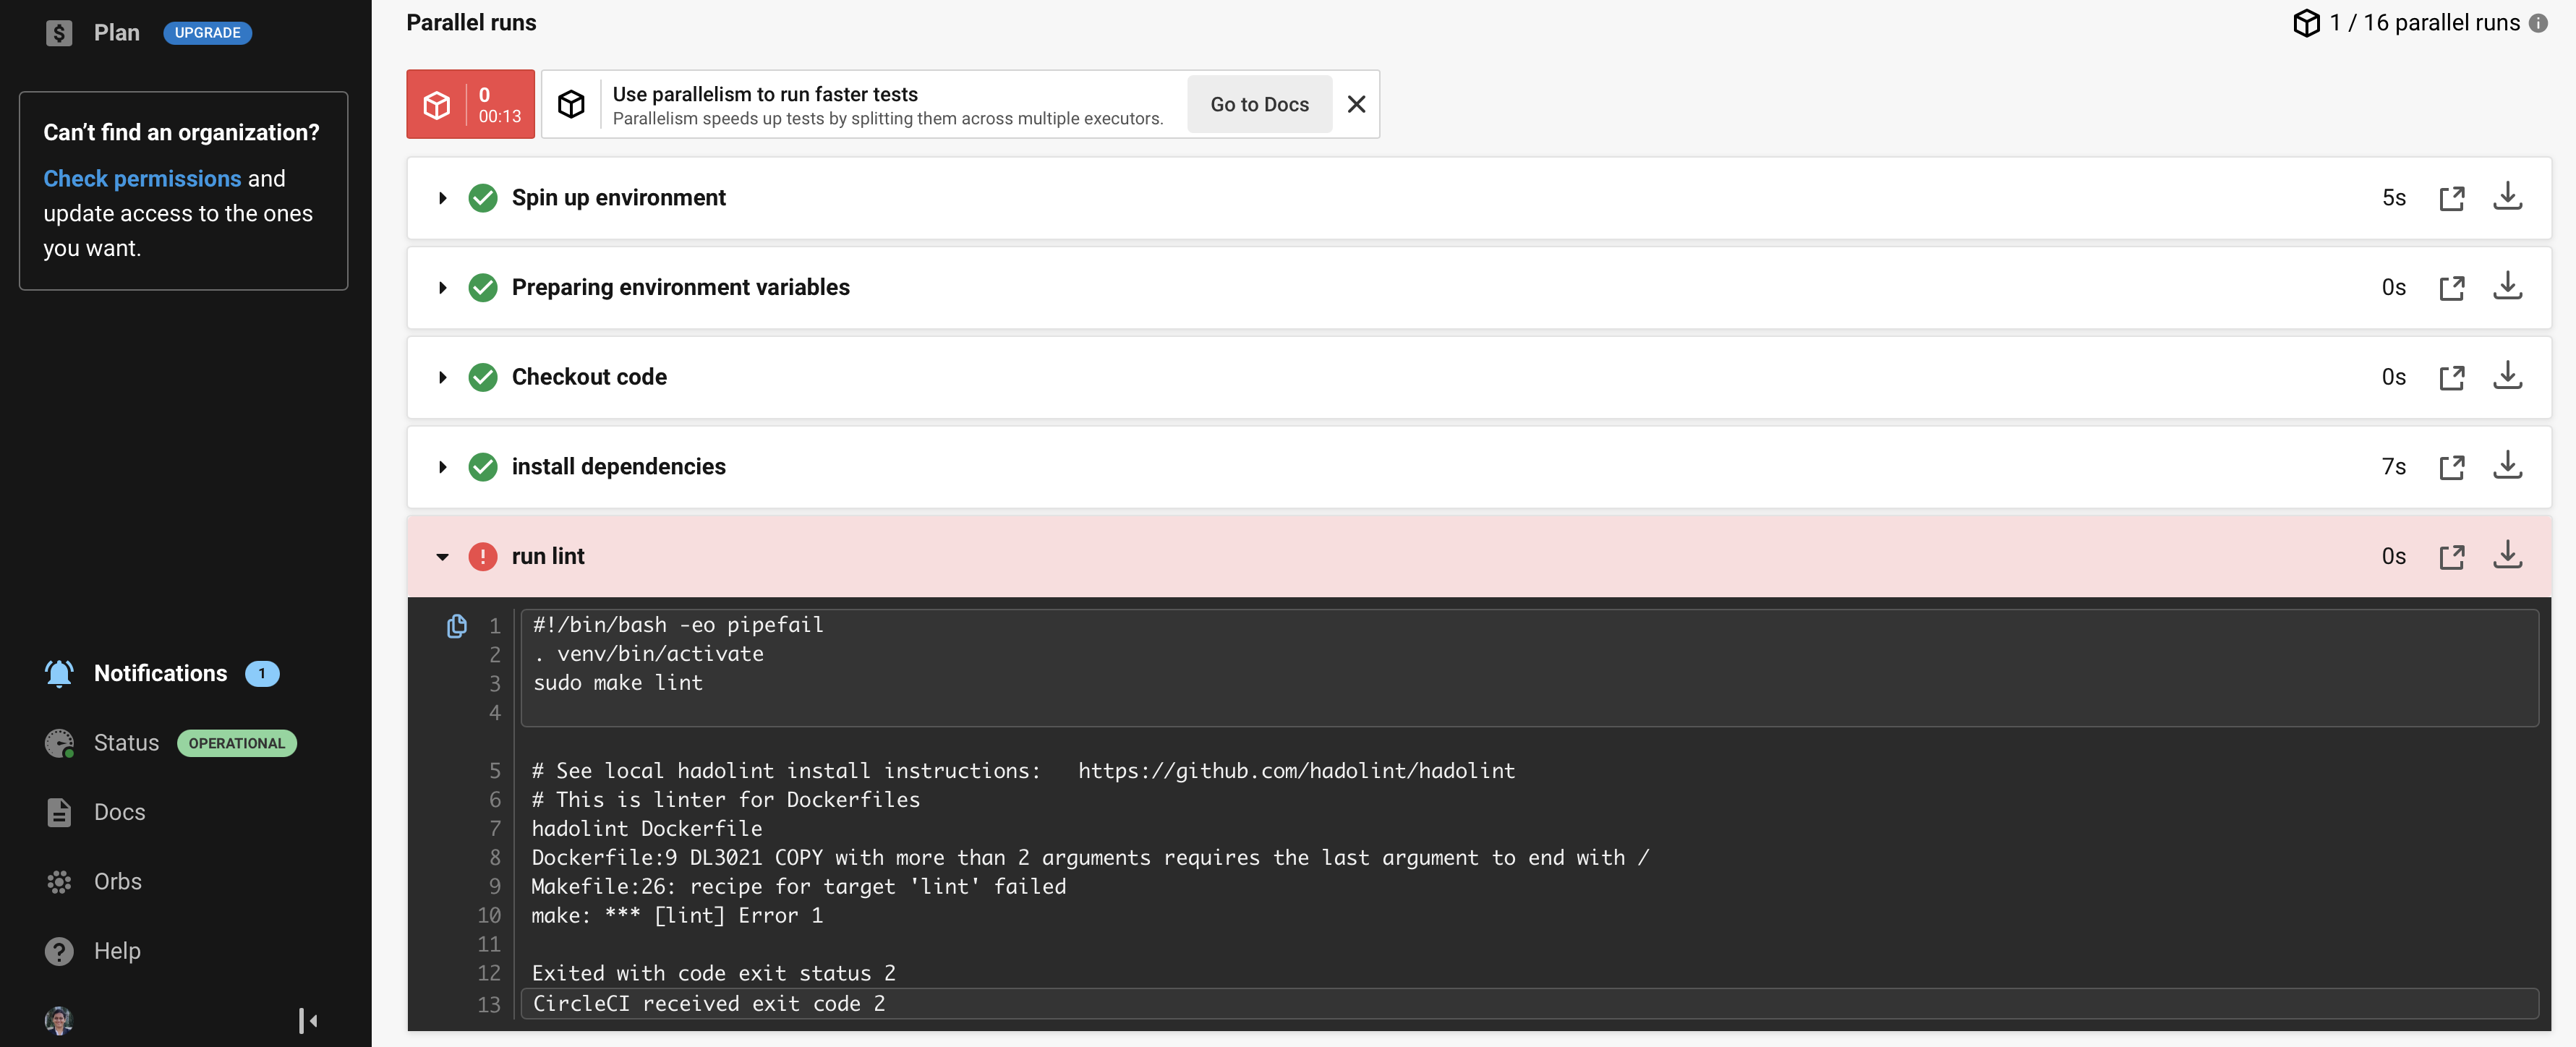 Plan UPGRADE
Can't find an organization?
Check permissions and
update access to the ones
you want.
Notifications 1
Status OPERATIONAL
Docs
Orbs
Help
Parallel runs
1 / 16 parallel runs
0
00:13
Use parallelism to run faster tests
Parallelism speeds up tests by splitting them across multiple executors.
Go to Docs
Spin up environment 5s
Preparing environment variables 0s
Checkout code 0s
install dependencies 7s
run lint 0s
1 #!/bin/bash -eo pipefail
2 . venv/bin/activate
3 sudo make lint
4
5 # See local hadolint install instructions:   https://github.com/hadolint/hadolint
6 # This is linter for Dockerfiles
7 hadolint Dockerfile
8 Dockerfile:9 DL3021 COPY with more than 2 arguments requires the last argument to end with /
9 Makefile:26: recipe for target 'lint' failed
10 make: *** [lint] Error 1
11
12 Exited with code exit status 2
13 CircleCI received exit code 2